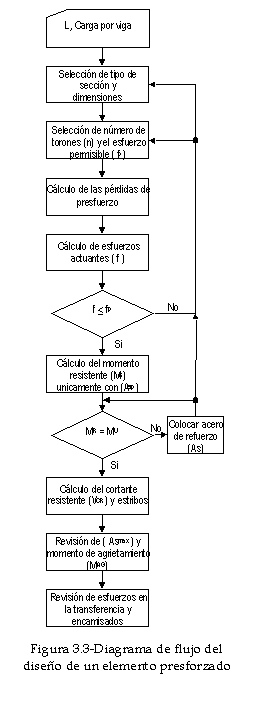 L, Carga por viga
Selección de tipo de
sección y
dimensiones
Selección de número de
torones (n) y el esfuerzo
permisible (fp)
Cálculo de las pérdidas de
presfuerzo
Cálculo de esfuerzos
actuantes (f)
f ≤ fp
No
Si
Cálculo del momento
resistente (MR)
unicamente con (Asp)
MR = MU
No
Colocar acero
de refuerzo
(As)
Si
Cálculo del cortante
resistente (VCR) y estribos
Revisión de ( Asmax) y
momento de agrietamiento
(MAG)
Revisión de esfuerzos en
la transferencia y
encamisados
Figura 3.3-Diagrama de flujo del
diseño de un elemento presforzado